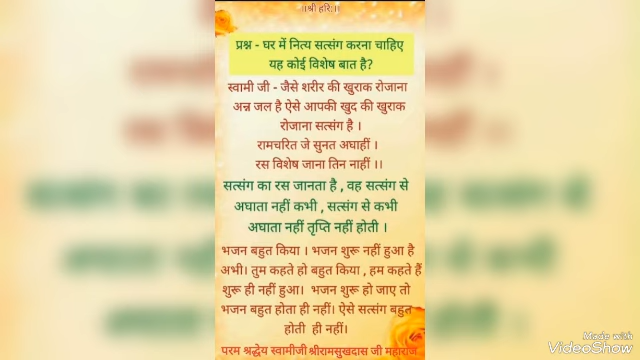 ।।श्री हरि:।।
प्रश्न - घर में नित्य सत्संग करना चाहिए
यह कोई विशेष बात है?
स्वामी जी - जैसे शरीर की खुराक रोजाना
अन्न जल है ऐसे आपकी खुद की खुराक
रोजाना सत्संग है ।
रामचरित जे सुनत अघाहीं ।
रस विशेष जाना तिन नाहीं ।।
सत्संग का रस जानता है , वह सत्संग से
अघाता नहीं कभी , सत्संग से कभी
अघाता नहीं तृप्ति नहीं होती ।
भजन बहुत किया । भजन शुरू नहीं हुआ है
अभी। तुम कहते हो बहुत किया , हम कहते हैं
शुरू ही नहीं हुआ। भजन शुरू हो जाए तो
भजन बहुत होता ही नहीं। ऐसे सत्संग बहुत
होती ही नहीं।
परम श्रद्धेय स्वामीजी श्रीरामसुखदास जी महाराज
Made with
VideoShow